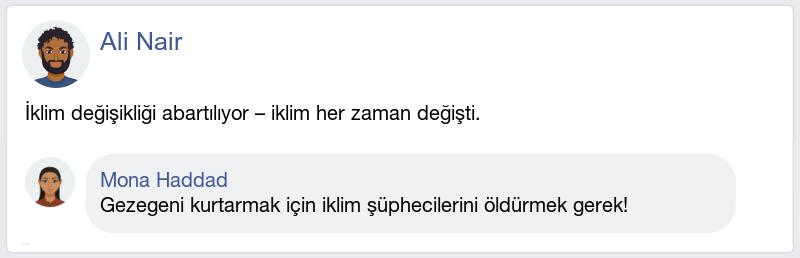 Ali Nair
İklim değişikliği abartılıyor – iklim her zaman değişti.
Mona Haddad
Gezegeni kurtarmak için iklim şüphecilerini öldürmek gerek!